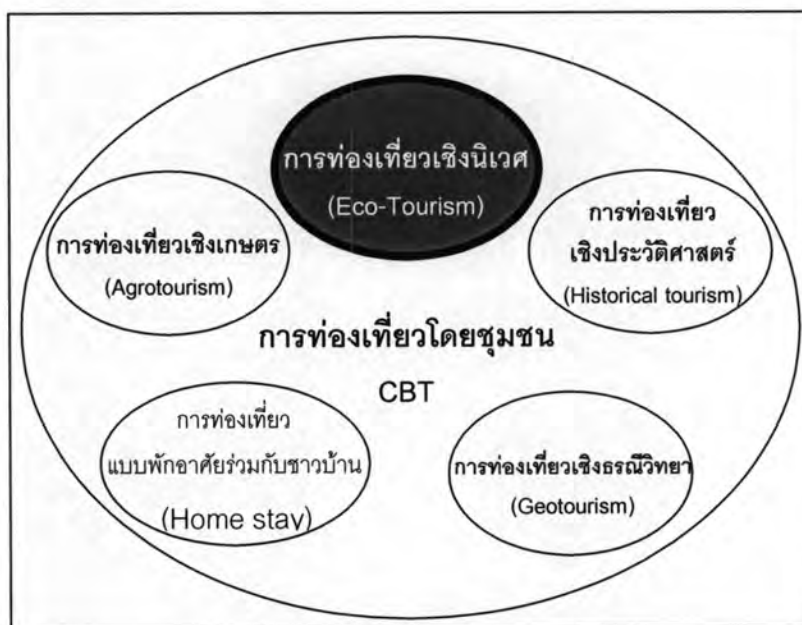 การท่องเที่ยวเชิงนิเวศ
(Eco-Tourism)
การท่องเที่ยวเชิงเกษตร
(Agrotourism)
การท่องเที่ยว
เชิงประวัติศาสตร์
(Historical tourism)
การท่องเที่ยวโดยชุมชน
CBT
การท่องเที่ยว
แบบพักอาศัยร่วมกับชาวบ้าน
(Home stay)
การท่องเที่ยวเชิงธรณีวิทยา
(Geotourism)